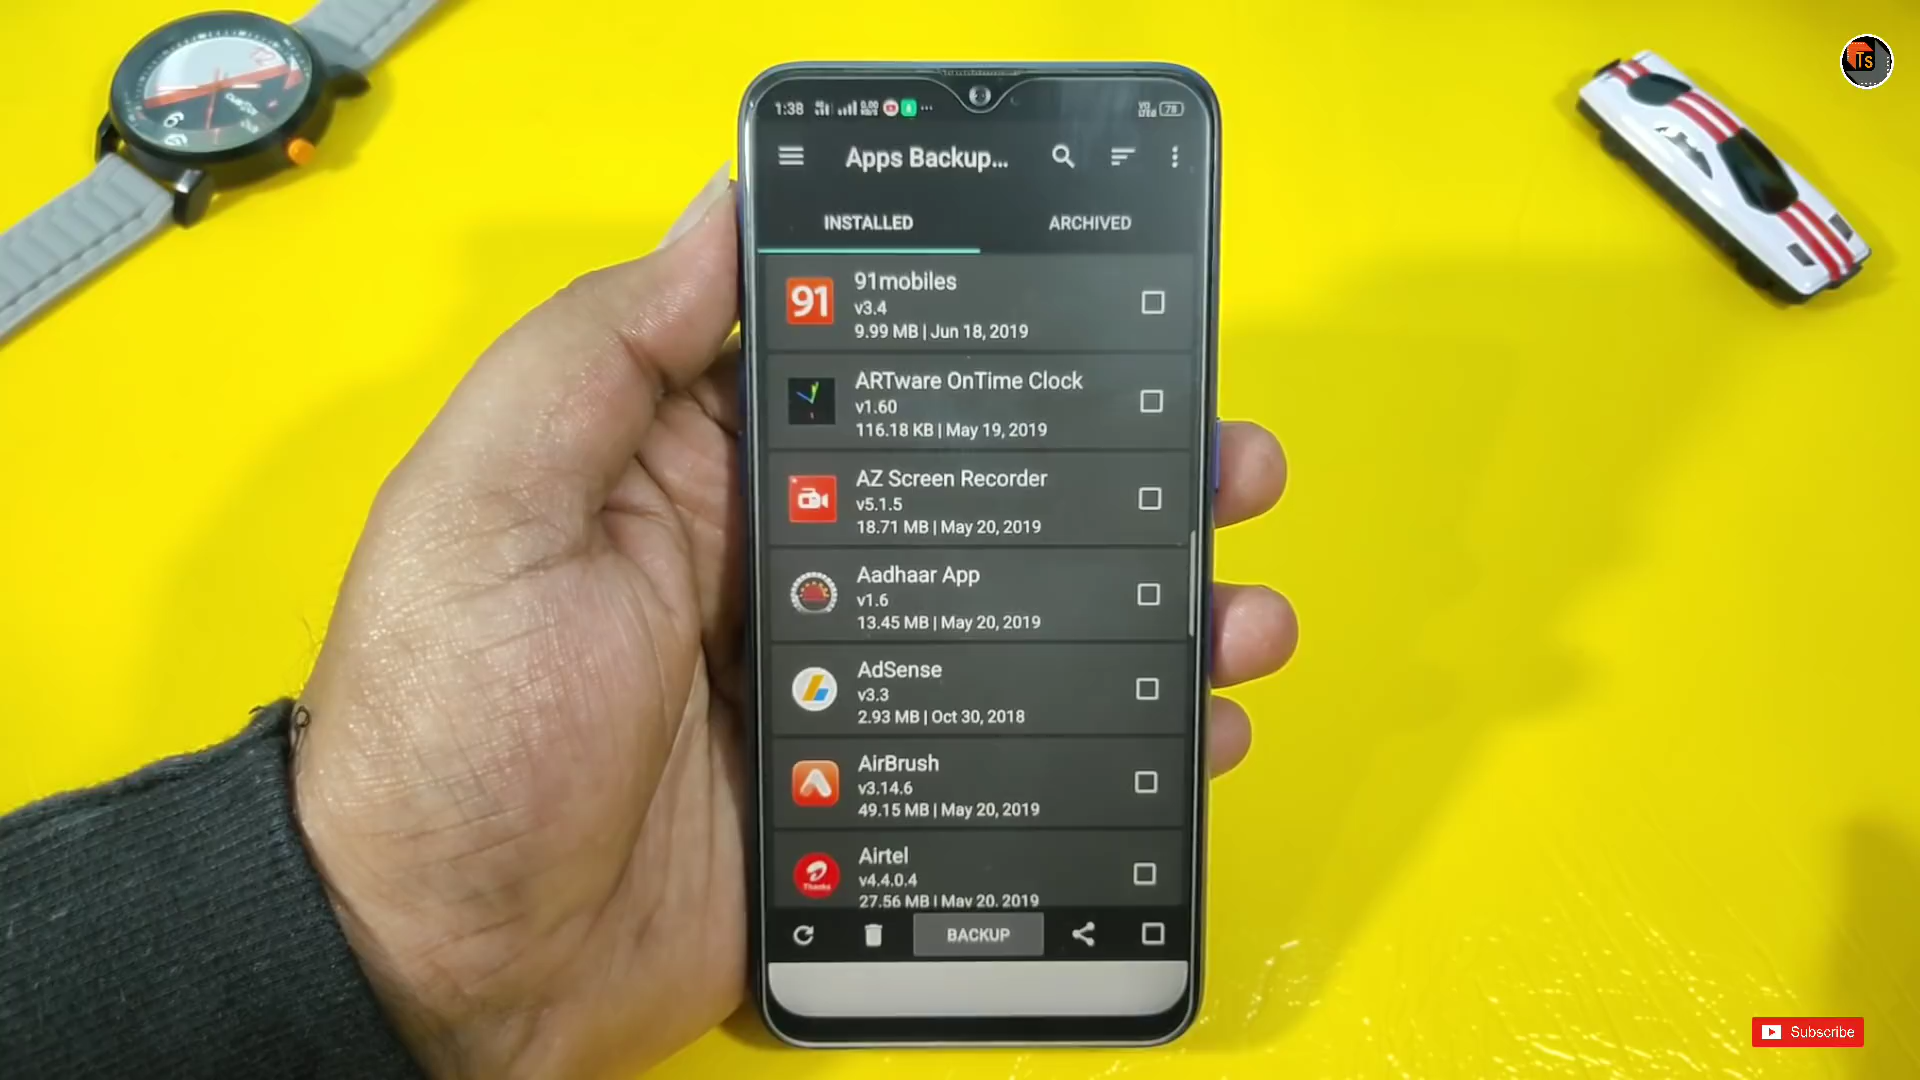 Ts
1:38
78
Apps Backup...
INSTALLED
ARCHIVED
91
91mobiles
v3.4
9.99 MB | Jun 18, 2019
ARTware OnTime Clock
v1.60
116.18 KB | May 19, 2019
AZ Screen Recorder
v5.1.5
18.71 MB | May 20, 2019
Aadhaar App
v1.6
13.45 MB | May 20, 2019
AdSense
v3.3
2.93 MB | Oct 30, 2018
AirBrush
v3.14.6
49.15 MB | May 20, 2019
Airtel
Thanks
v4.4.0.4
27.56 MB | May 20, 2019
BACKUP
Subscribe